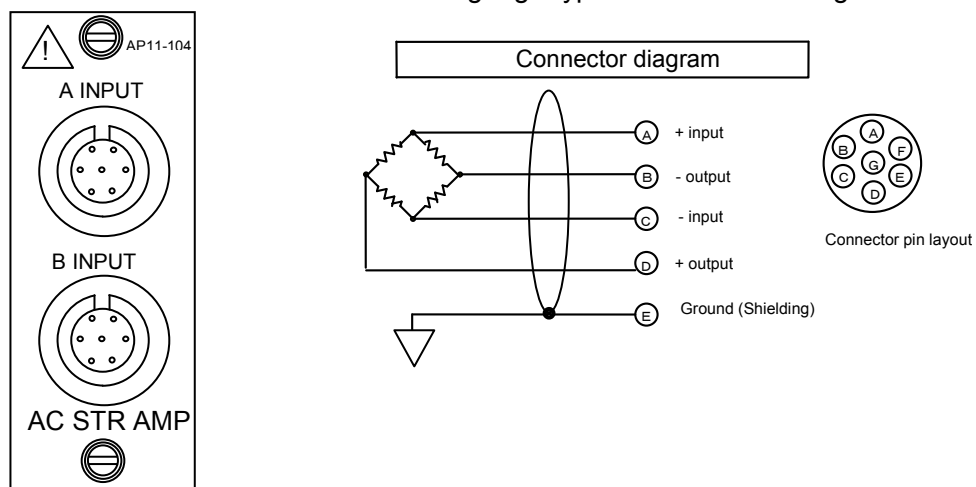 !
AP11-104
A INPUT
B INPUT
AC STR AMP
Connector diagram
A + input
B - output
C - input
D + output
E Ground (Shielding)
A
B F
G
C E
D
Connector pin layout